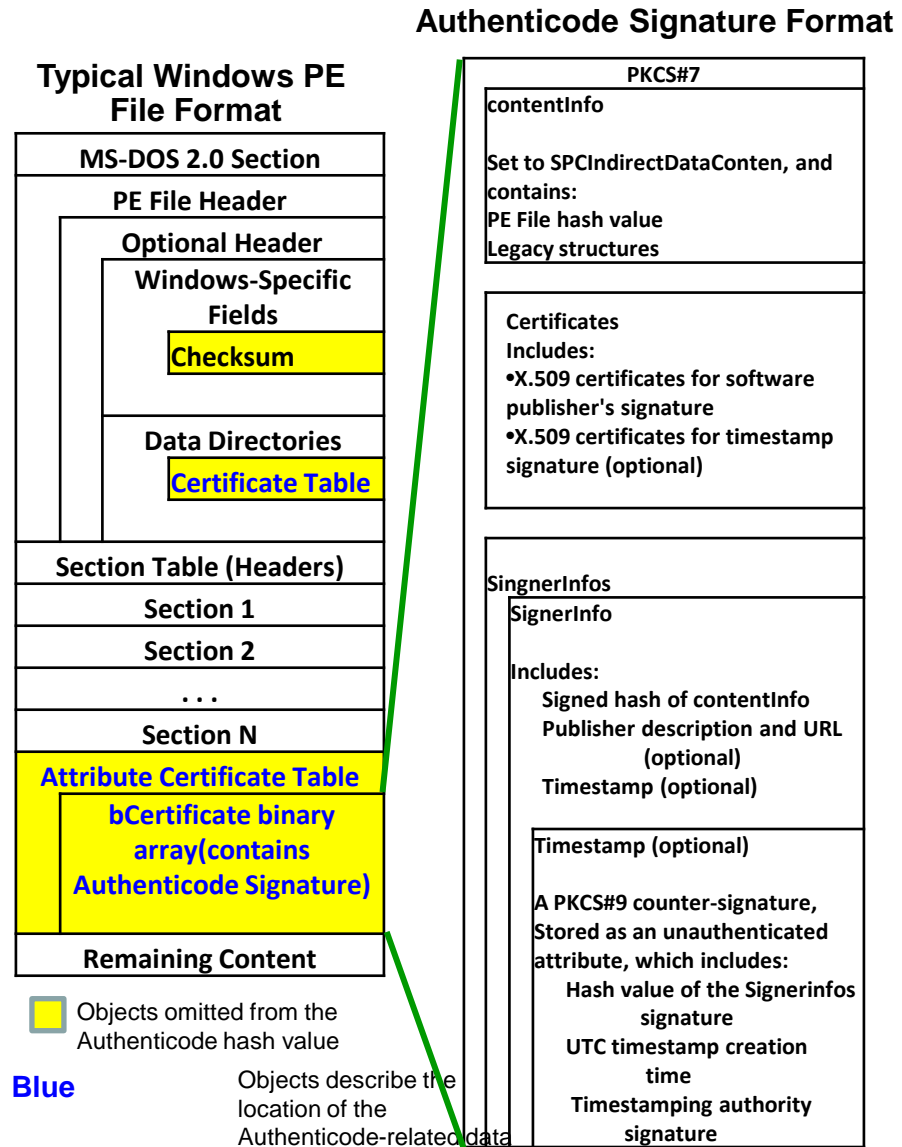 Authenticode Signature Format
Typical Windows PE
File Format
MS-DOS 2.0 Section
PE File Header
Optional Header
Windows-Specific
Fields
Checksum
Data Directories
Certificate Table
Section Table (Headers)
Section 1
Section 2
. . .
Section N
Attribute Certificate Table
bCertificate binary
array(contains
Authenticode Signature)
Remaining Content
Objects omitted from the
Authenticode hash value
Blue
Objects describe the
location of the
Authenticode-related data
PKCS#7
contentInfo
Set to SPCIndirectDataConten, and
contains:
PE File hash value
Legacy structures
Certificates
Includes:
•X.509 certificates for software
publisher's signature
•X.509 certificates for timestamp
signature (optional)
SingnerInfos
SignerInfo
Includes:
Signed hash of contentInfo
Publisher description and URL
(optional)
Timestamp (optional)
Timestamp (optional)
A PKCS#9 counter-signature,
Stored as an unauthenticated
attribute, which includes:
Hash value of the Signerinfos
signature
UTC timestamp creation
time
Timestamping authority
signature